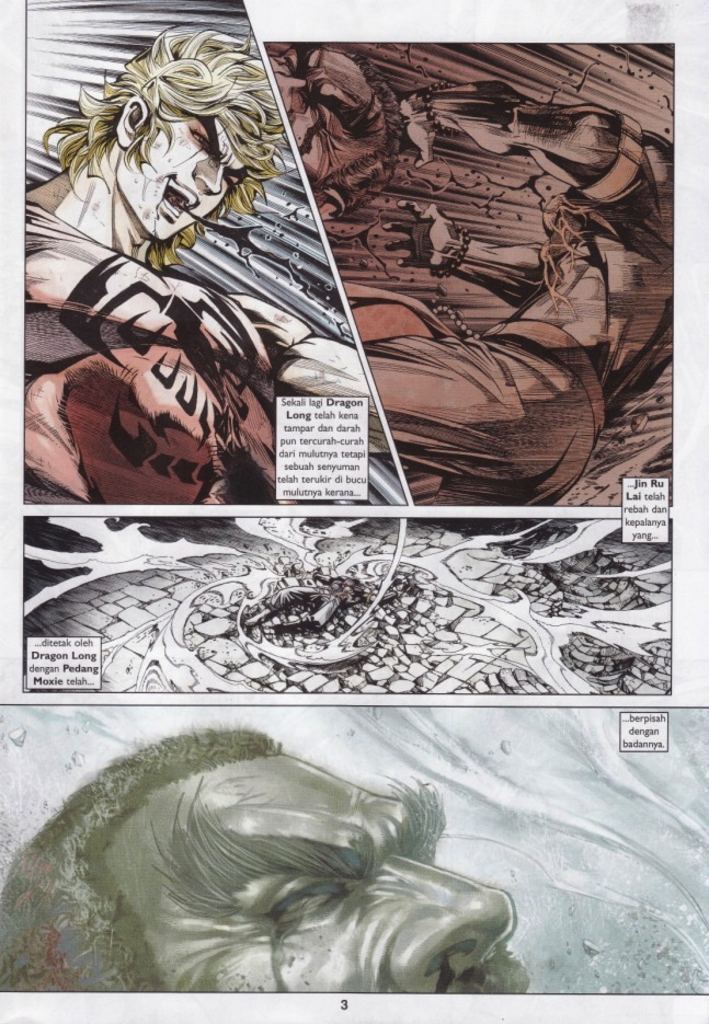 Sekali lagi Dragon
Long telah kena
tampar dan darah
pun tercurah-curah
dari mulutnya tetapi
sebuah senyuman
telah terukir di bucu
mulutnya kerana...
...Jin Ru
Lai telah
rebah dan
kepalanya
yang...
...ditetak oleh
Dragon Long
dengan Pedang
Moxie telah...
...berpisah
dengan
badannya.
3